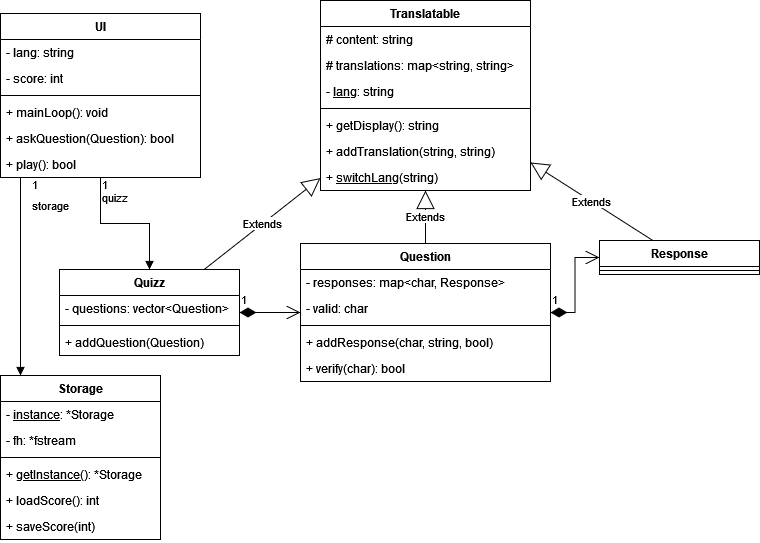 UI
- lang: string
- score: int
+ mainLoop(): void
+ askQuestion(Question): bool
+ play(): bool
Translatable
# content: string
# translations: map<string, string>
- lang: string
+ getDisplay(): string
+ addTranslation(string, string)
+ switchLang(string)
1
storage
1
quizz
Extends
Extends
Extends
Quizz
- questions: vector<Question>
+ addQuestion(Question)
1
Question
- responses: map<char, Response>
- valid: char
+ addResponse(char, string, bool)
+ verify(char): bool
1
Response
Storage
- instance: *Storage
- fh: *fstream
+ getInstance(): *Storage
+ loadScore(): int
+ saveScore(int)